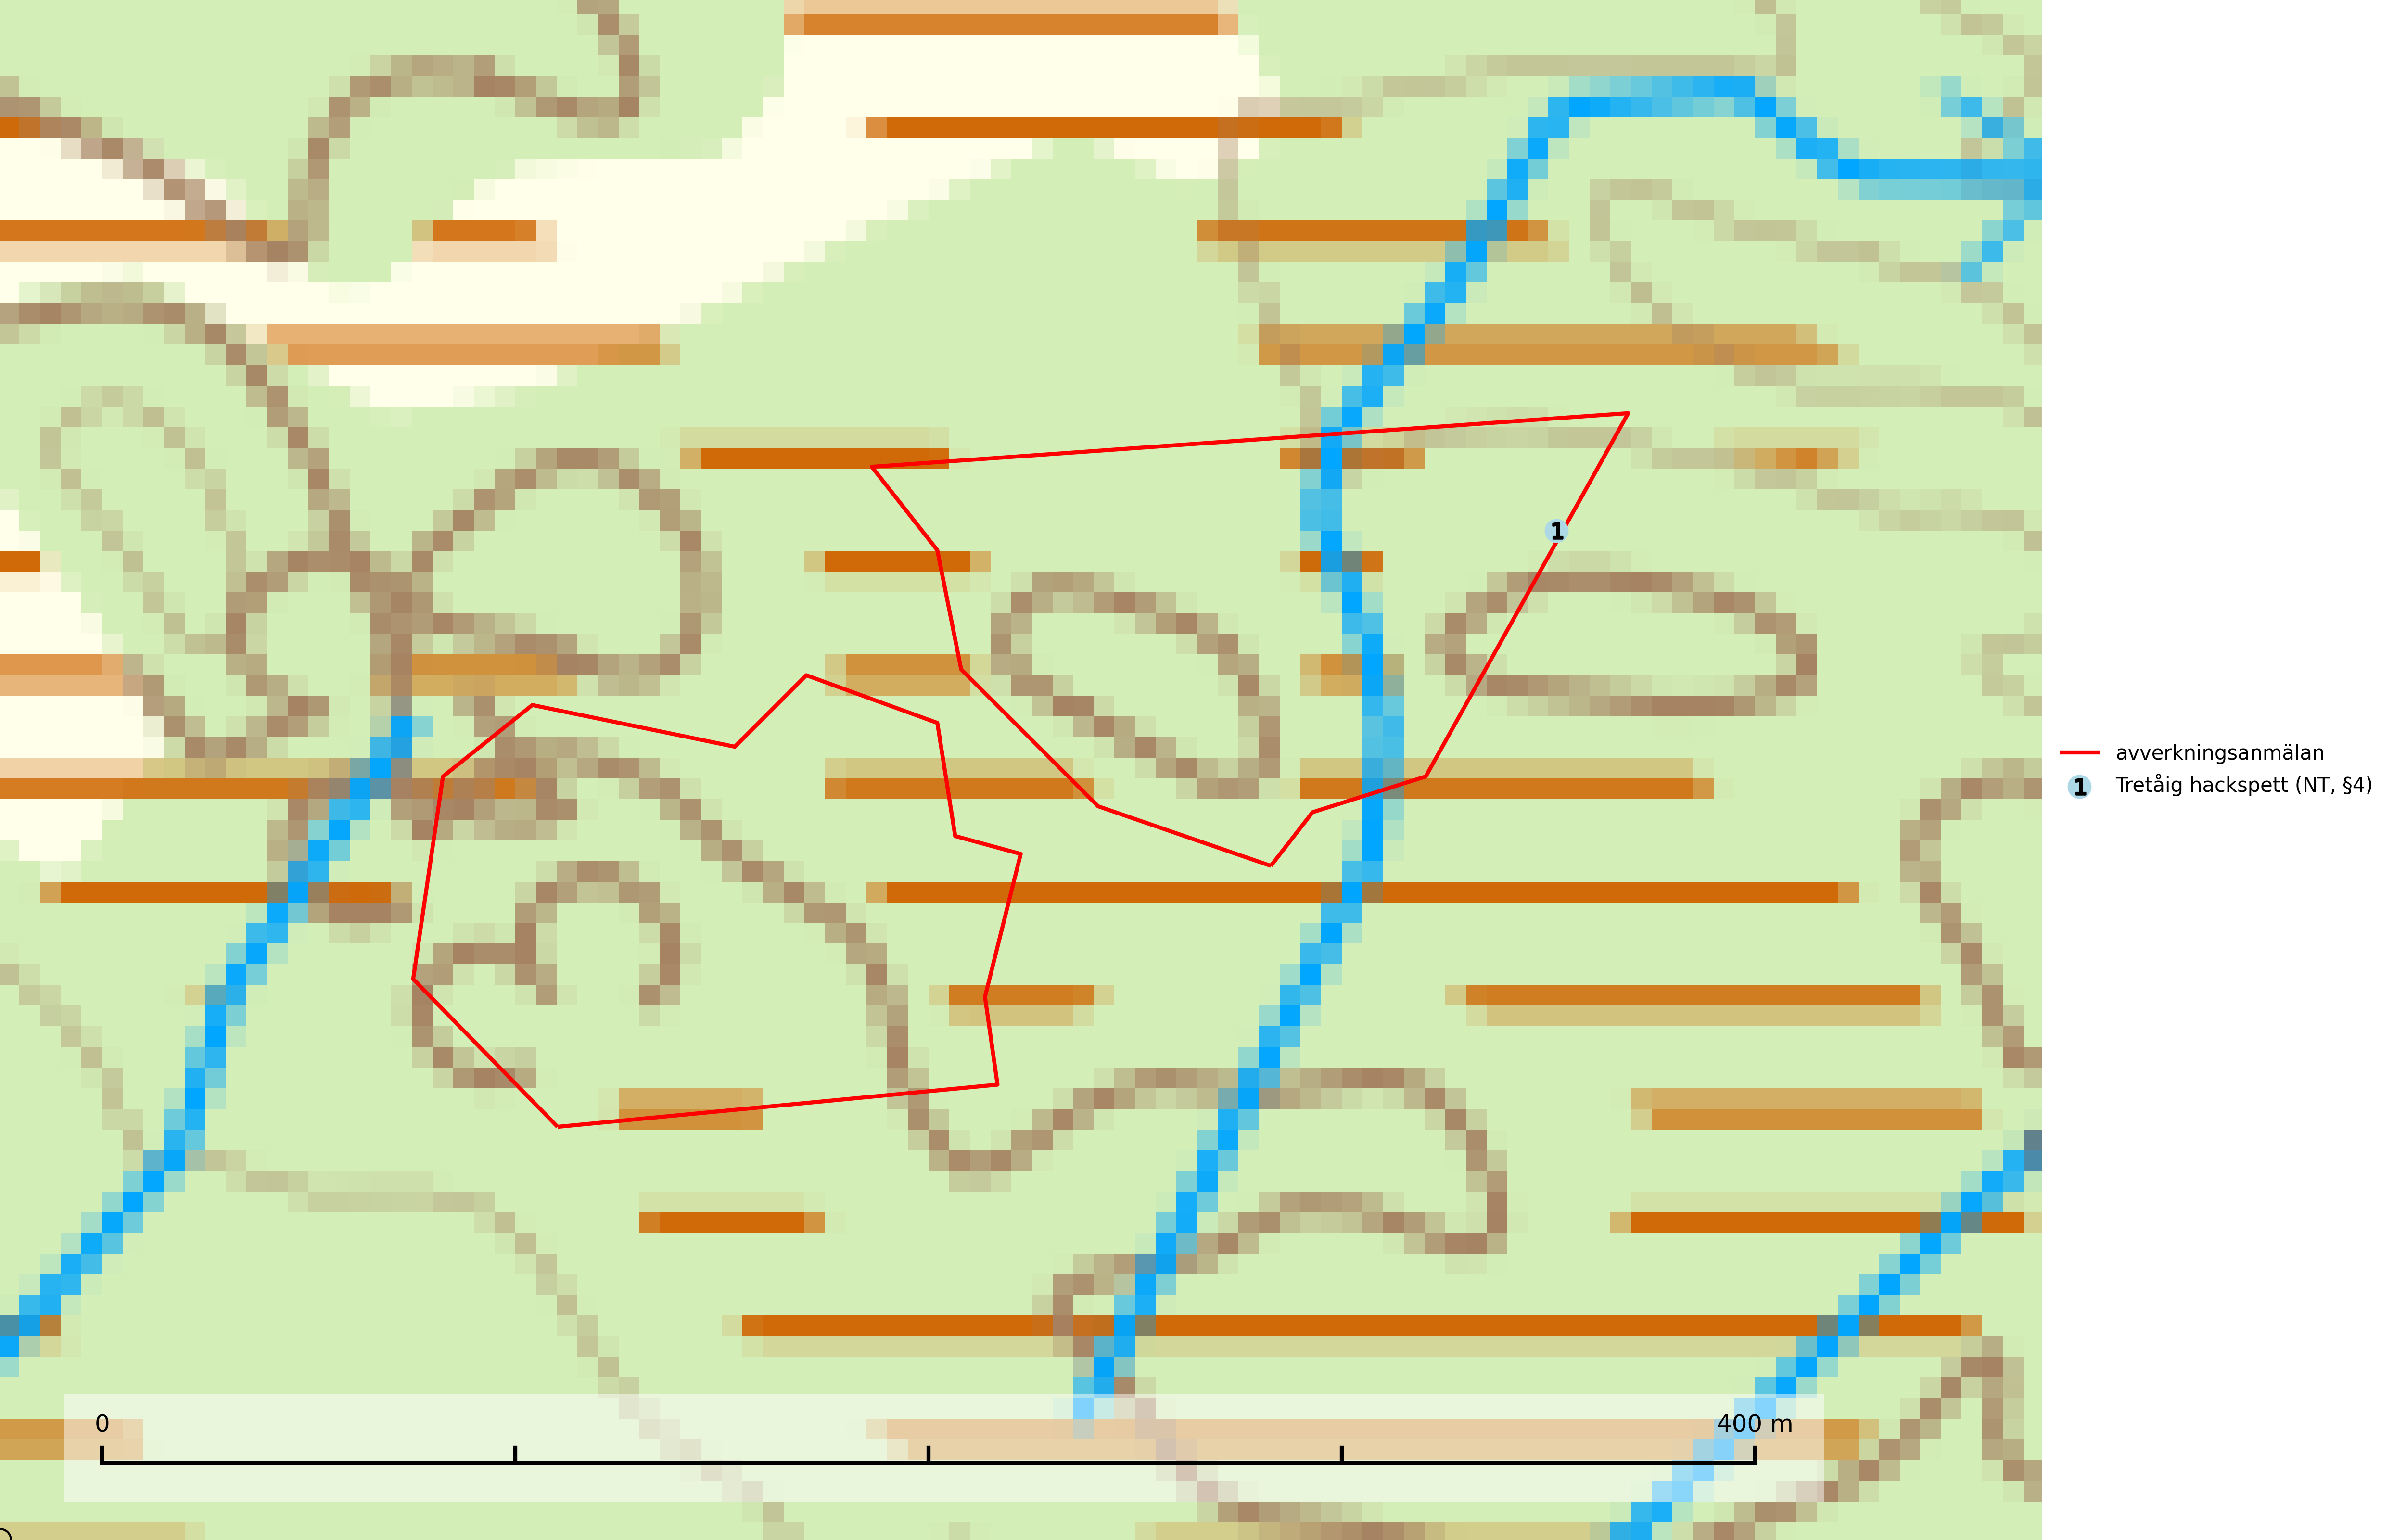 1
avverkningsanmälan
1 Tretåig hackspett (NT, §4)
0 400 m